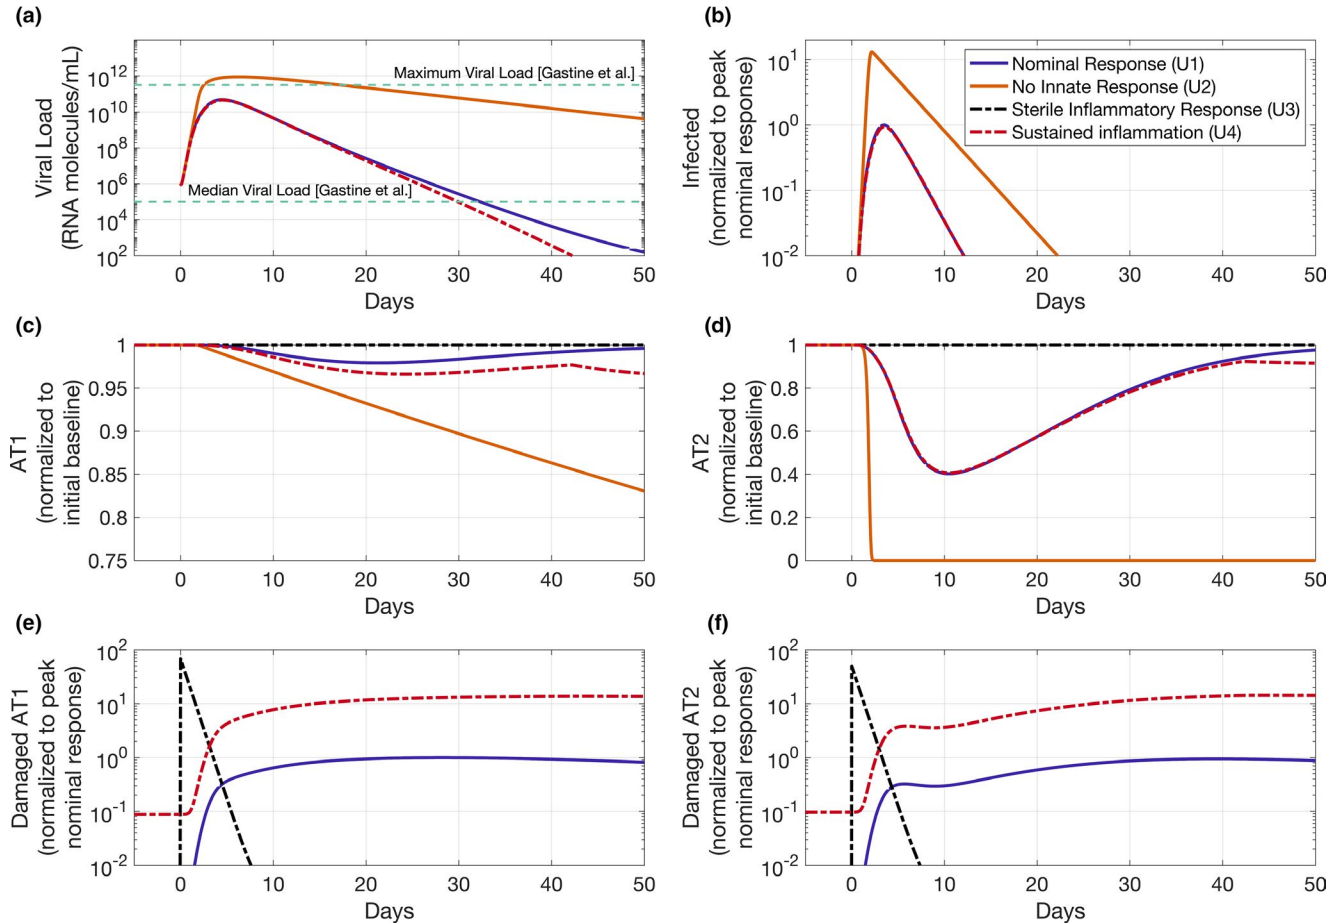 (a)
Viral Load
(RNA molecules/mL)
10^12
10^10
10^8
10^6
10^4
10^2
Maximum Viral Load [Gastine et al.]
Median Viral Load [Gastine et al.]
0 10 20 30 40 50
Days
(b)
Infected
(normalized to peak
nominal response)
10^1
10^0
10^-1
10^-2
Nominal Response (U1)
No Innate Response (U2)
Sterile Inflammatory Response (U3)
Sustained inflammation (U4)
0 10 20 30 40 50
Days
(c)
AT1
(normalized to
initial baseline)
1
0.95
0.9
0.85
0.8
0.75
0 10 20 30 40 50
Days
(d)
AT2
(normalized to
initial baseline)
1
0.8
0.6
0.4
0.2
0
0 10 20 30 40 50
Days
(e)
Damaged AT1
(normalized to peak
nominal response)
10^2
10^1
10^0
10^-1
10^-2
0 10 20 30 40 50
Days
(f)
Damaged AT2
(normalized to peak
nominal response)
10^2
10^1
10^0
10^-1
10^-2
0 10 20 30 40 50
Days